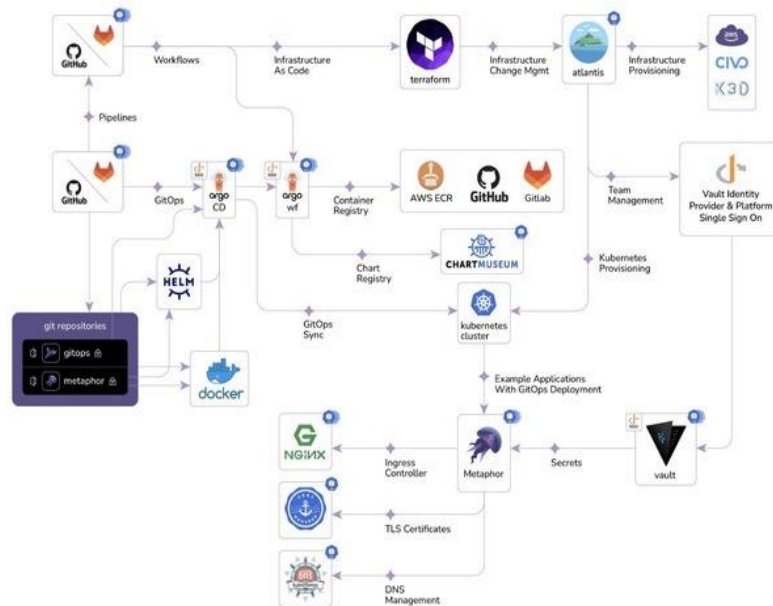 GitHub
Workflows
Infrastructure
As Code
terraform
Infrastructure
Change Mgmt
atlantis
Infrastructure
Provisioning
aws
CIVO
K3D
Pipelines
GitHub
GitOps
argo
CD
argo
wf
Container
Registry
AWS ECR
GitHub
Gitlab
Team
Management
Vault Identity
Provider & Platform
Single Sign On
HELM
Chart
Registry
CHARTMUSEUM
Kubernetes
Provisioning
git repositories
gitops
metaphor
docker
GitOps
Sync
kubernetes
cluster
Example Applications
With GitOps Deployment
NGINX
Ingress
Controller
Metaphor
Secrets
vault
TLS Certificates
DNS
DNS
Management